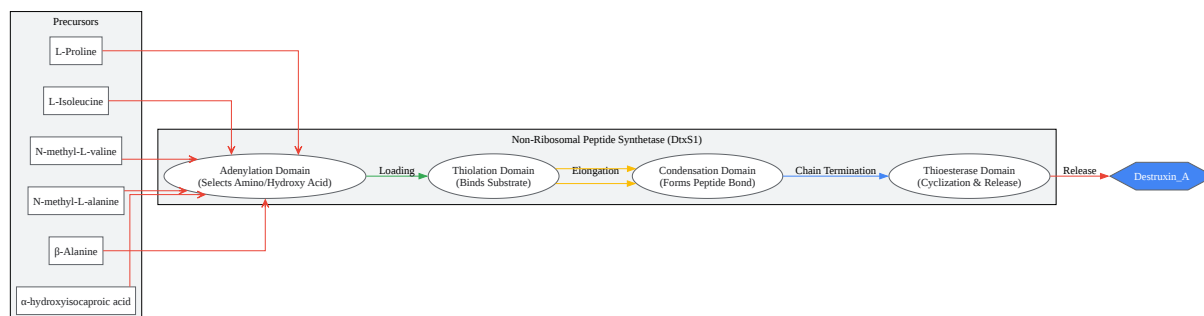 Precursors
L-Proline
L-Isoleucine
N-methyl-L-valine
N-methyl-L-alanine
β-Alanine
α-hydroxyisocaproic acid
Non-Ribosomal Peptide Synthetase (DtxS1)
Adenylation Domain
(Selects Amino/Hydroxy Acid)
Loading
Thiolation Domain
(Binds Substrate)
Elongation
Condensation Domain
(Forms Peptide Bond)
Chain Termination
Thioesterase Domain
(Cyclization & Release)
Release
Destruxin_A